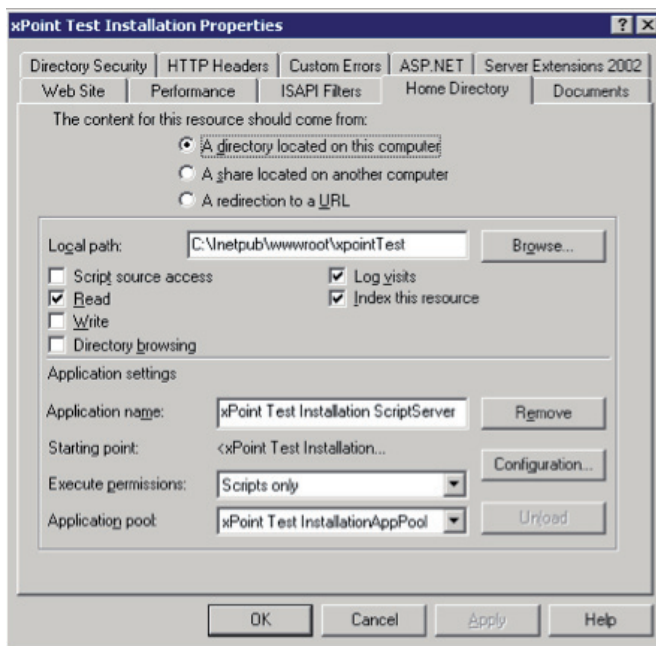 xPoint Test Installation Properties
Directory Security HTTP Headers Custom Errors ASP.NET Server Extensions 2002
Web Site Performance ISAPI Filters Home Directory Documents
The content for this resource should come from:
A directory located on this computer
A share located on another computer
A redirection to a URL
Local path: C:\Inetpub\wwwroot\xpointTest Browse...
Script source access Log visits
Read Index this resource
Write
Directory browsing
Application settings
Application name: xPoint Test Installation ScriptServer Remove
Starting point: <xPoint Test Installation...
Configuration...
Execute permissions: Scripts only
Application pool: xPoint Test InstallationAppPool Unload
OK Cancel Apply Help